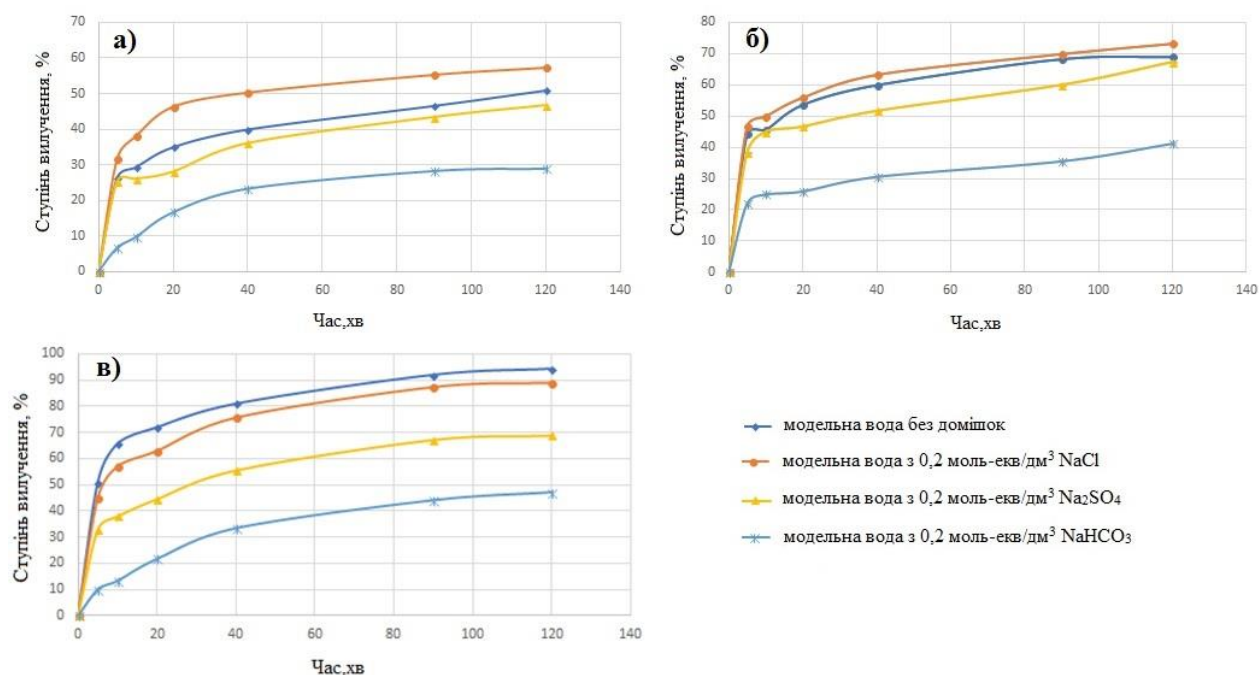 а)
70
60
50
40
30
20
10
0
Ступінь вилучення, %
0 20 40 60 80 100 120 140
Час,хв
б)
80
70
60
50
40
30
20
10
0
Ступінь вилучення, %
0 20 40 60 80 100 120 140
Час,хв
в)
100
90
80
70
60
50
40
30
20
10
0
Ступінь вилучення, %
0 20 40 60 80 100 120 140
Час,хв
модельна вода без домішок
модельна вода з 0,2 моль-екв/дм³ NaCl
модельна вода з 0,2 моль-екв/дм³ Na₂SO₄
модельна вода з 0,2 моль-екв/дм³ NaHCO₃